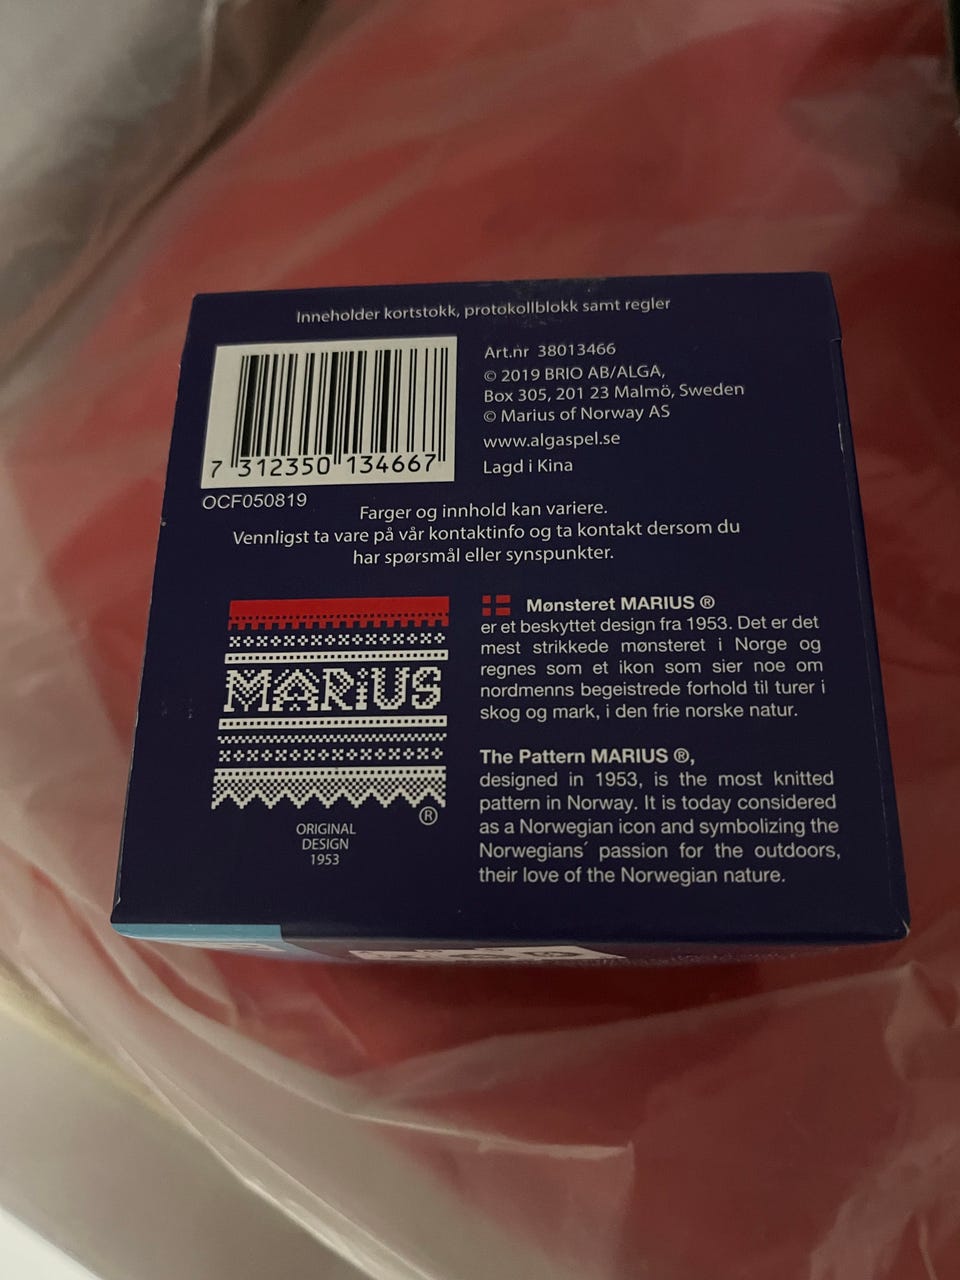 Inneholder kortstokk, protokollblokk samt regler
7 312350 134667
OCF050819
Art.nr 38013466
© 2019 BRIO AB/ALGA,
Box 305, 201 23 Malmö, Sweden
© Marius of Norway AS
www.algaspel.se
Lagd i Kina
Farger og innhold kan variere.
Vennligst ta vare på vår kontaktinfo og ta kontakt dersom du
har spørsmål eller synspunkter.
MARiUS
®
ORIGINAL
DESIGN
1953
Mønsteret MARIUS ®
er et beskyttet design fra 1953. Det er det
mest strikkede mønsteret i Norge og
regnes som et ikon som sier noe om
nordmenns begeistrede forhold til turer i
skog og mark, i den frie norske natur.
The Pattern MARIUS ®,
designed in 1953, is the most knitted
pattern in Norway. It is today considered
as a Norwegian icon and symbolizing the
Norwegians´ passion for the outdoors,
their love of the Norwegian nature.